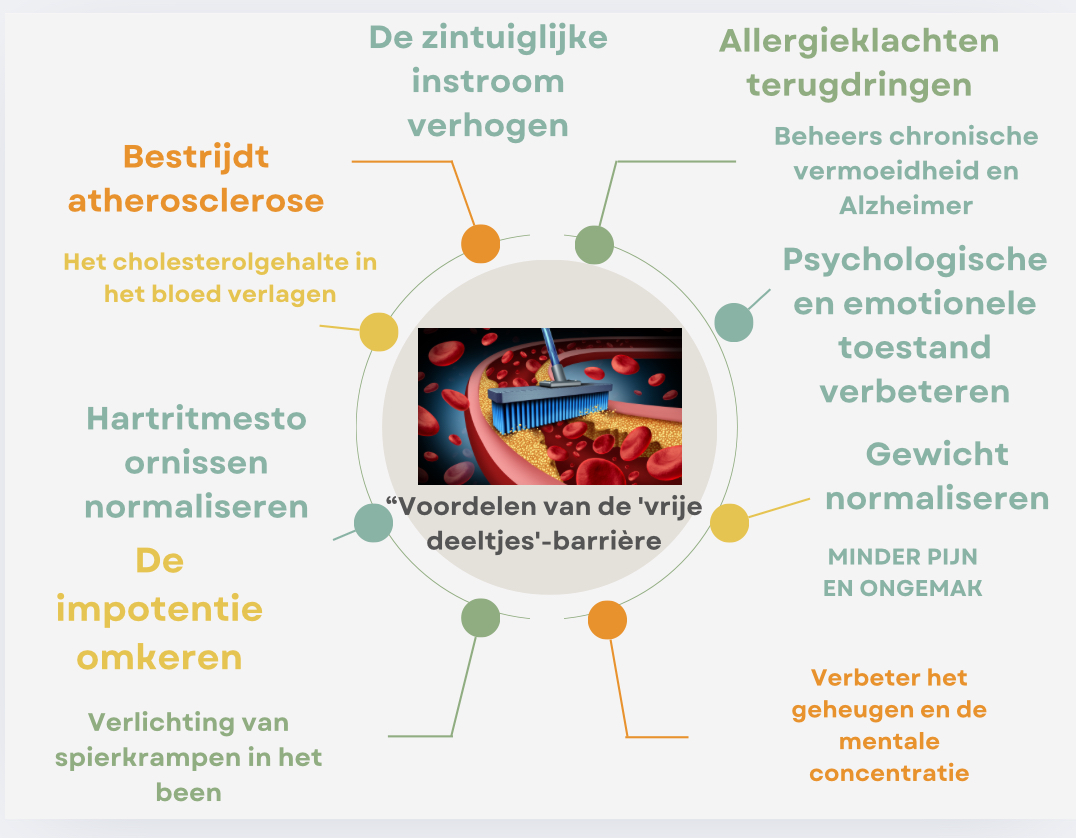 De zintuiglijke
instroom
verhogen
Allergieklachten
terugdringen
Bestrijdt
atherosclerose
Beheers chronische
vermoeidheid en
Alzheimer
Het cholesterolgehalte in
het bloed verlagen
Psychologische
en emotionele
toestand
verbeteren
Hartritmesto
ornissen
normaliseren
Gewicht
normaliseren
“Voordelen van de 'vrije
deeltjes'-barrière
De
impotentie
omkeren
MINDER PIJN
EN ONGEMAK
Verlichting van
spierkrampen in het
been
Verbeter het
geheugen en de
mentale
concentratie